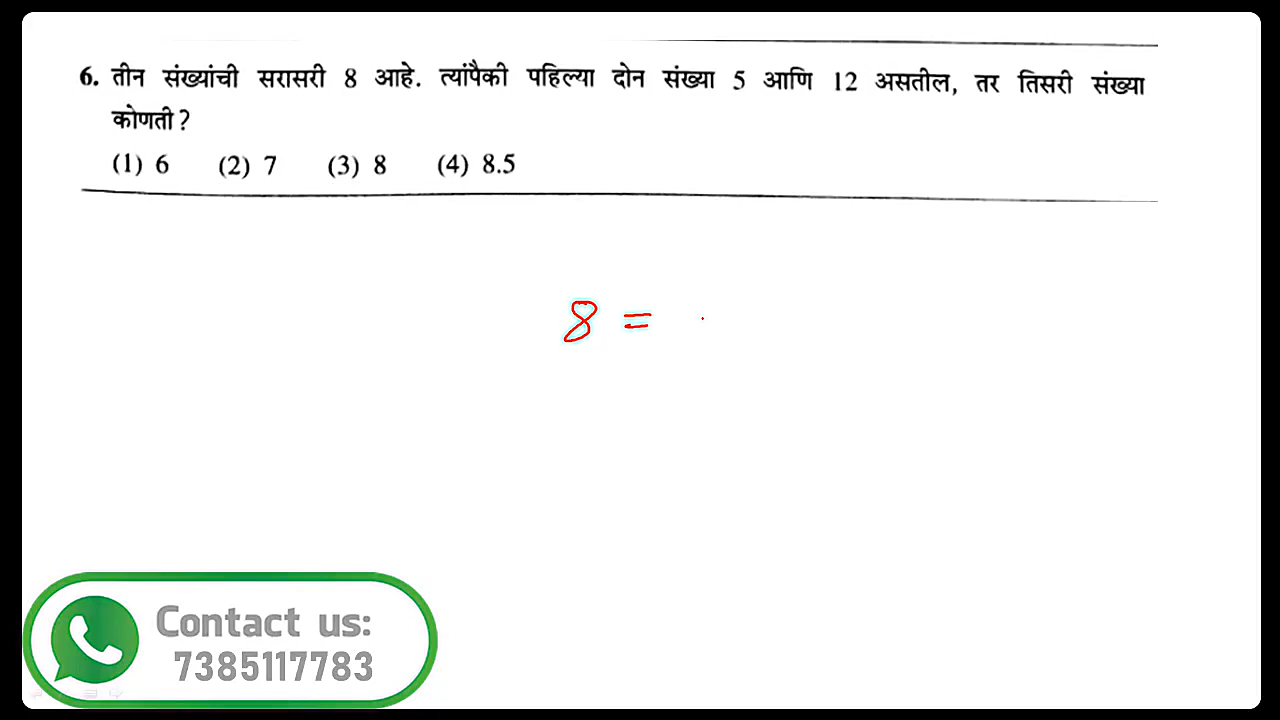 6. तीन संख्यांची सरासरी 8 आहे. त्यांपैकी पहिल्या दोन संख्या 5 आणि 12 असतील, तर तिसरी संख्या
कोणती?
(1) 6 (2) 7 (3) 8 (4) 8.5
8 =
Contact us:
7385117783